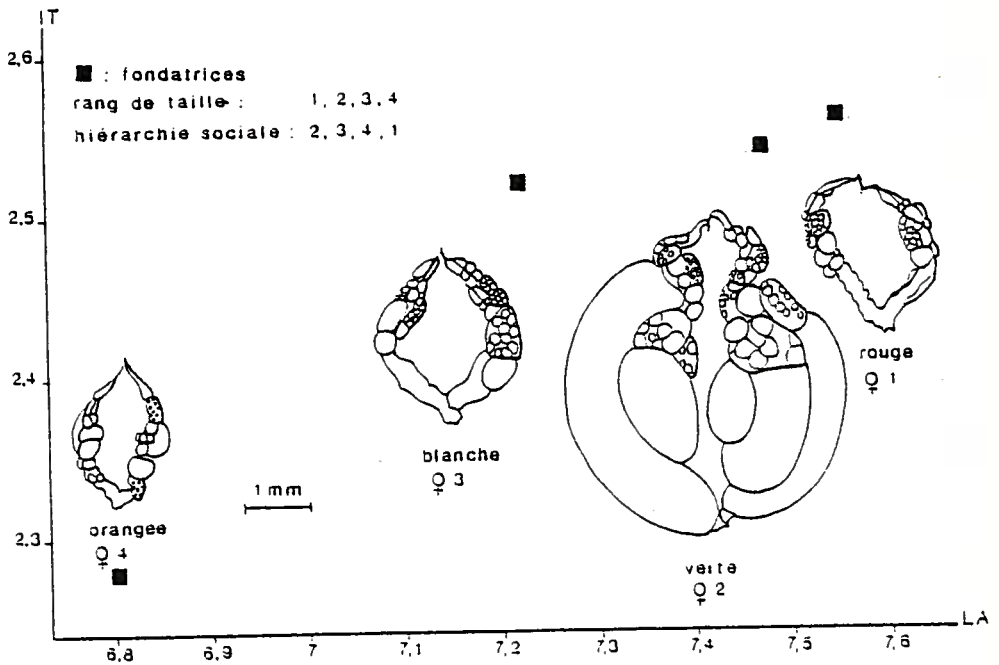 IT
2,6
■ : fondatrices
rang de taille : 1, 2, 3, 4
hiérarchie sociale : 2, 3, 4, 1
2,5
rouge
♀ 1
2,4
blanche
♀ 3
1 mm
orangee
♀ 4
2,3
verte
♀ 2
LA
6,8 6,9 7 7,1 7,2 7,3 7,4 7,5 7,6